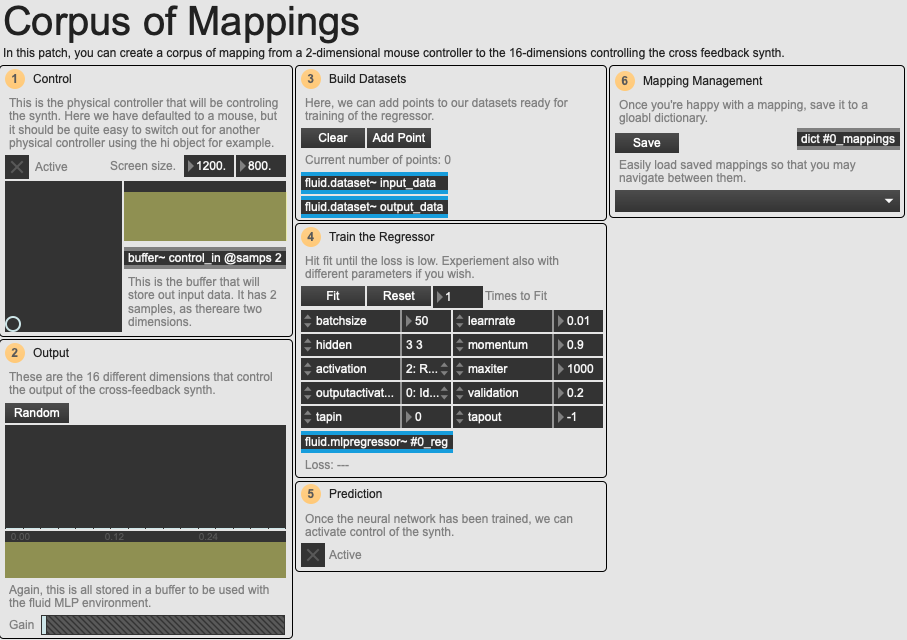 Corpus of Mappings
In this patch, you can create a corpus of mapping from a 2-dimensional mouse controller to the 16-dimensions controlling the cross feedback synth.
1 Control
This is the physical controller that will be controling
the synth. Here we have defaulted to a mouse, but
it should be quite easy to switch out for another
physical controller using the hi object for example.
Active Screen size. 1200. 800.
buffer~ control_in @samps 2
This is the buffer that will
store out input data. It has 2
samples, as thereare two
dimensions.
2 Output
These are the 16 different dimensions that control
the output of the cross-feedback synth.
Random
0.00 0.12 0.24
Again, this is all stored in a buffer to be used with
the fluid MLP environment.
Gain
3 Build Datasets
Here, we can add points to our datasets ready for
training of the regressor.
Clear Add Point
Current number of points: 0
fluid.dataset~ input_data
fluid.dataset~ output_data
4 Train the Regressor
Hit fit until the loss is low. Experiement also with
different parameters if you wish.
Fit Reset 1 Times to Fit
batchsize 50 learnrate 0.01
hidden 3 3 momentum 0.9
activation 2: R... maxiter 1000
outputactivat... 0: Id... validation 0.2
tapin 0 tapout -1
fluid.mlpregressor~ #0_reg
Loss: ---
5 Prediction
Once the neural network has been trained, we can
activate control of the synth.
Active
6 Mapping Management
Once you're happy with a mapping, save it to a
gloabl dictionary.
Save dict #0_mappings
Easily load saved mappings so that you may
navigate between them.